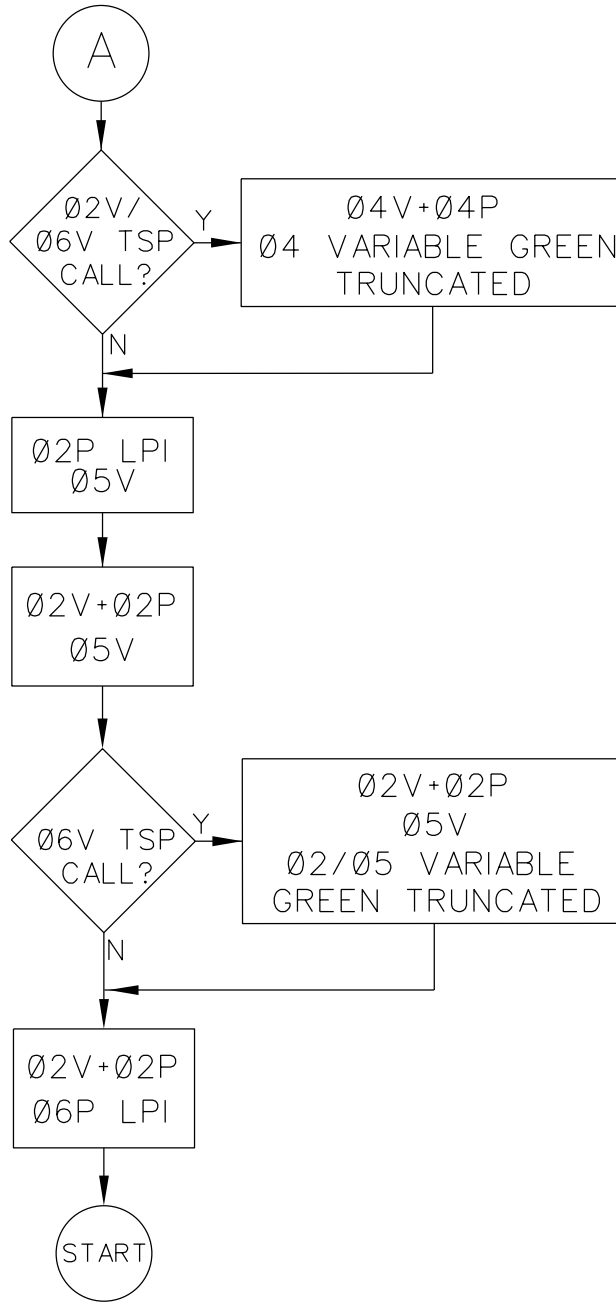 A
Ø2V/
Ø6V TSP
CALL?
Y
Ø4V+Ø4P
Ø4 VARIABLE GREEN
TRUNCATED
N
Ø2P LPI
Ø5V
Ø2V+Ø2P
Ø5V
Ø6V TSP
CALL?
Y
Ø2V+Ø2P
Ø5V
Ø2/Ø5 VARIABLE
GREEN TRUNCATED
N
Ø2V+Ø2P
Ø6P LPI
START